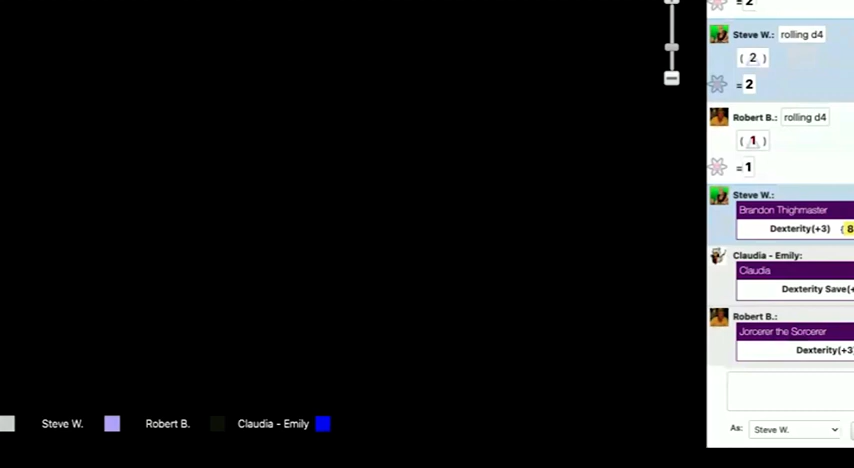 = 2
Steve W.: rolling d4
( 2 )
= 2
Robert B.: rolling d4
( 1 )
= 1
Steve W.:
Brandon Thighmaster
Dexterity(+3) (8
Claudia - Emily:
Claudia
Dexterity Save(+
Robert B.:
Jorcerer the Sorcerer
Dexterity(+3)
Steve W. Robert B. Claudia - Emily
As: Steve W.